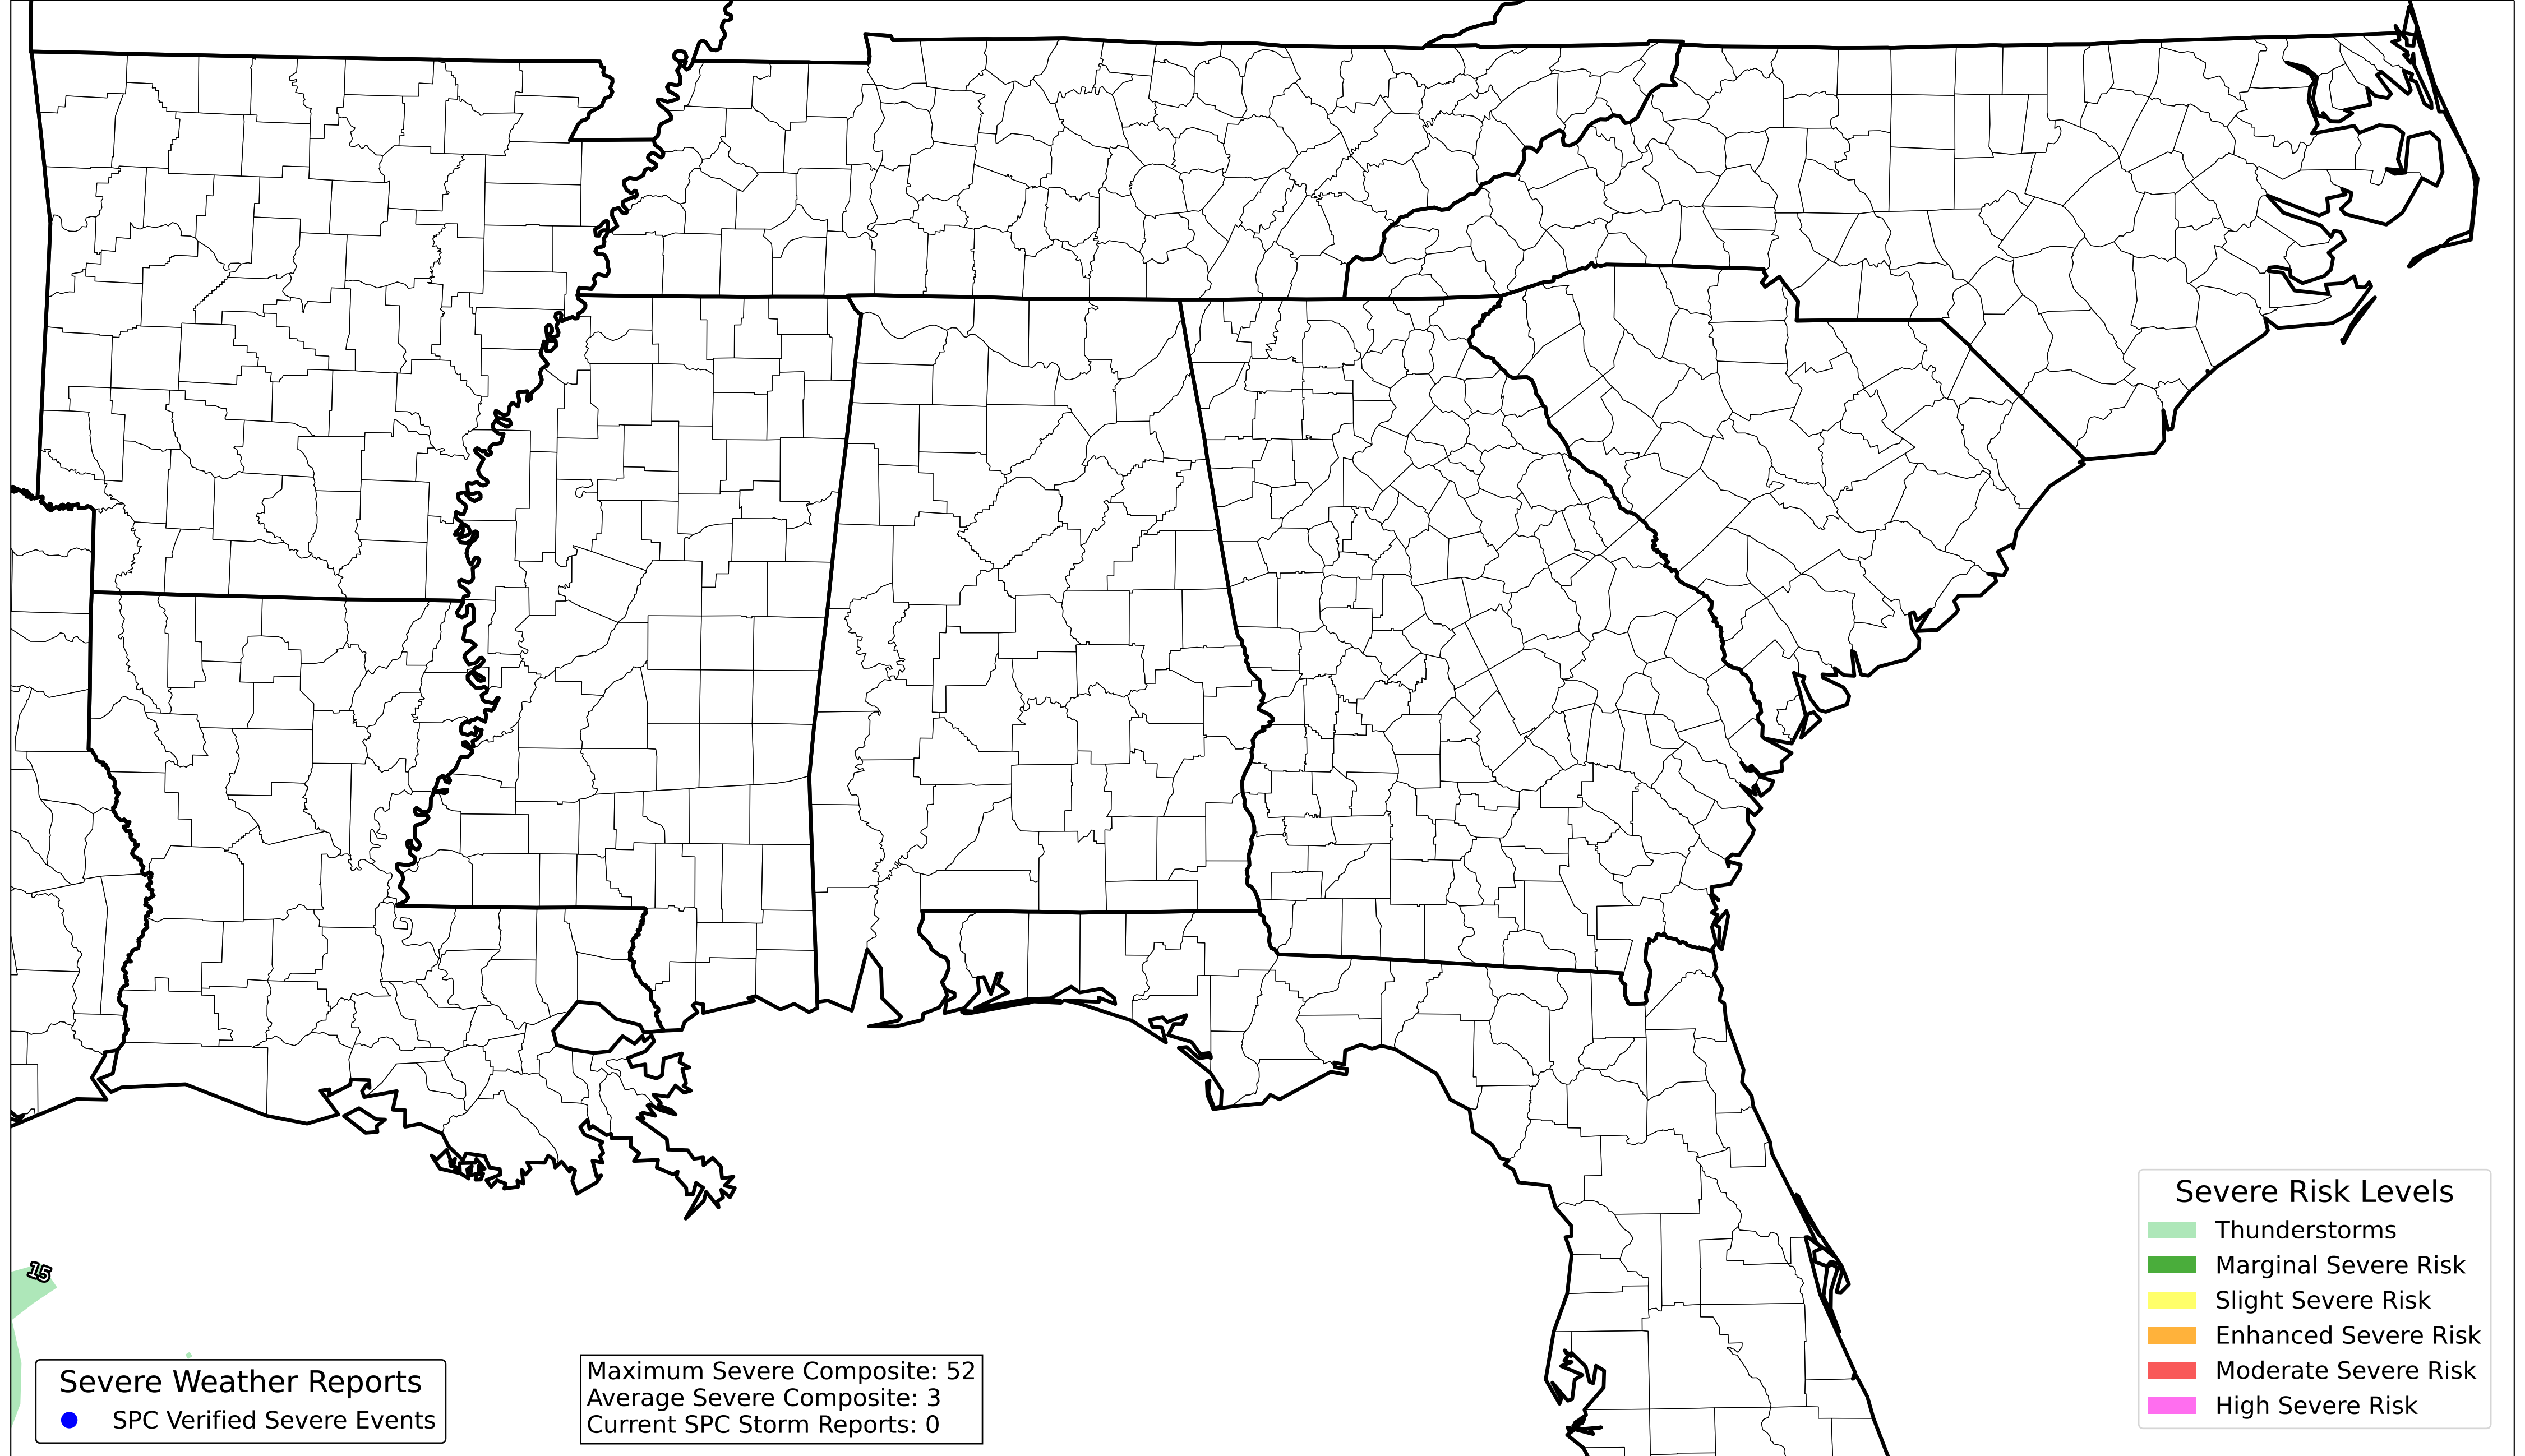 15
Severe Weather Reports
SPC Verified Severe Events
Maximum Severe Composite: 52
Average Severe Composite: 3
Current SPC Storm Reports: 0
Severe Risk Levels
Thunderstorms
Marginal Severe Risk
Slight Severe Risk
Enhanced Severe Risk
Moderate Severe Risk
High Severe Risk